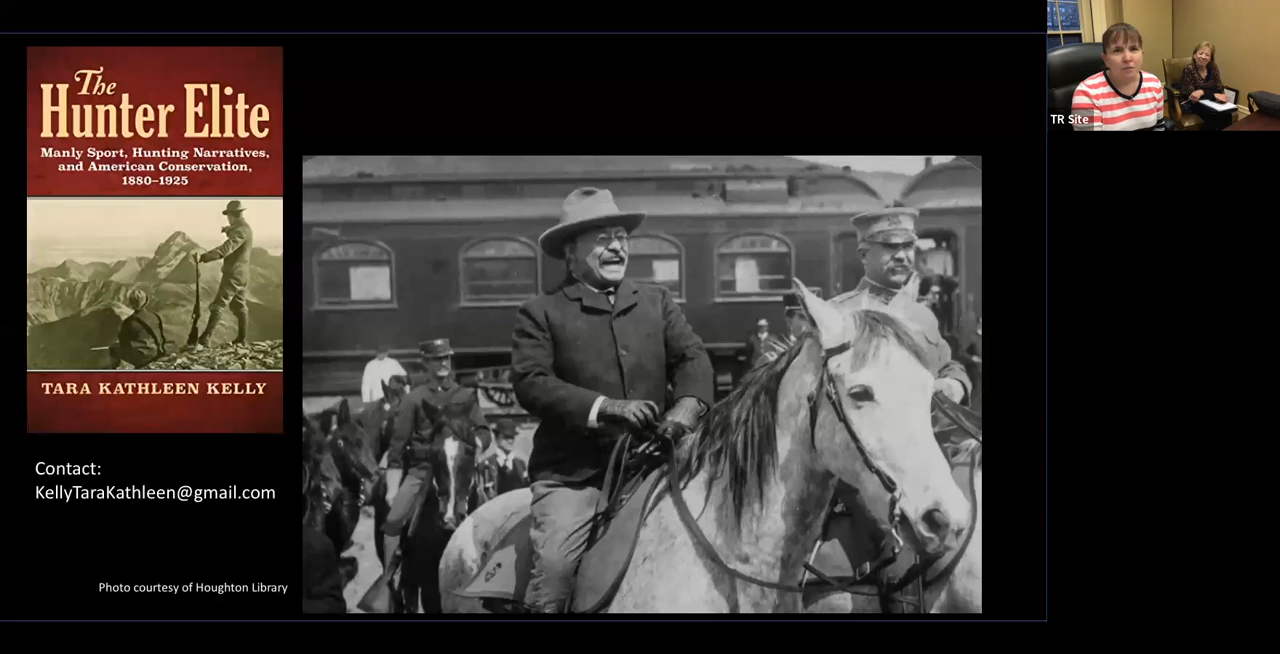 The
Hunter Elite
Manly Sport, Hunting Narratives,
and American Conservation,
1880–1925
TARA KATHLEEN KELLY
Contact:
KellyTaraKathleen@gmail.com
Photo courtesy of Houghton Library
TR Site